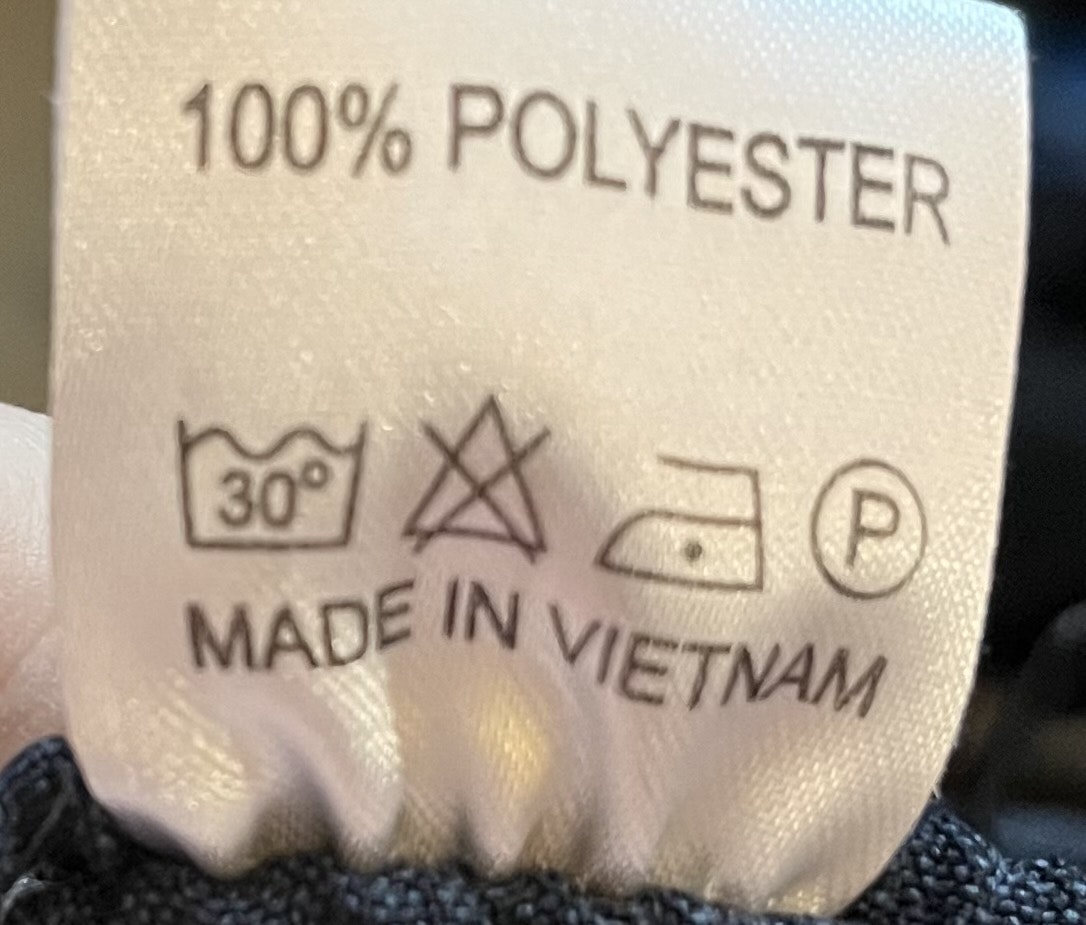 100% POLYESTER
30° P
MADE IN VIETNAM